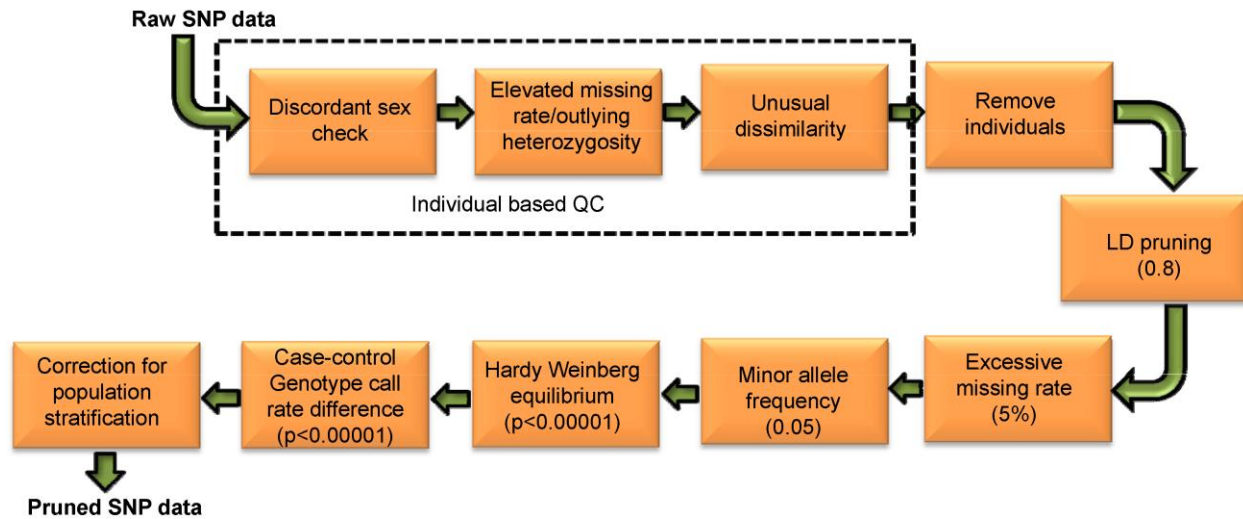 Raw SNP data
Discordant sex
check
Elevated missing
rate/outlying
heterozygosity
Unusual
dissimilarity
Remove
individuals
Individual based QC
LD pruning
(0.8)
Excessive
missing rate
(5%)
Minor allele
frequency
(0.05)
Hardy Weinberg
equilibrium
(p<0.00001)
Case-control
Genotype call
rate difference
(p<0.00001)
Correction for
population
stratification
Pruned SNP data